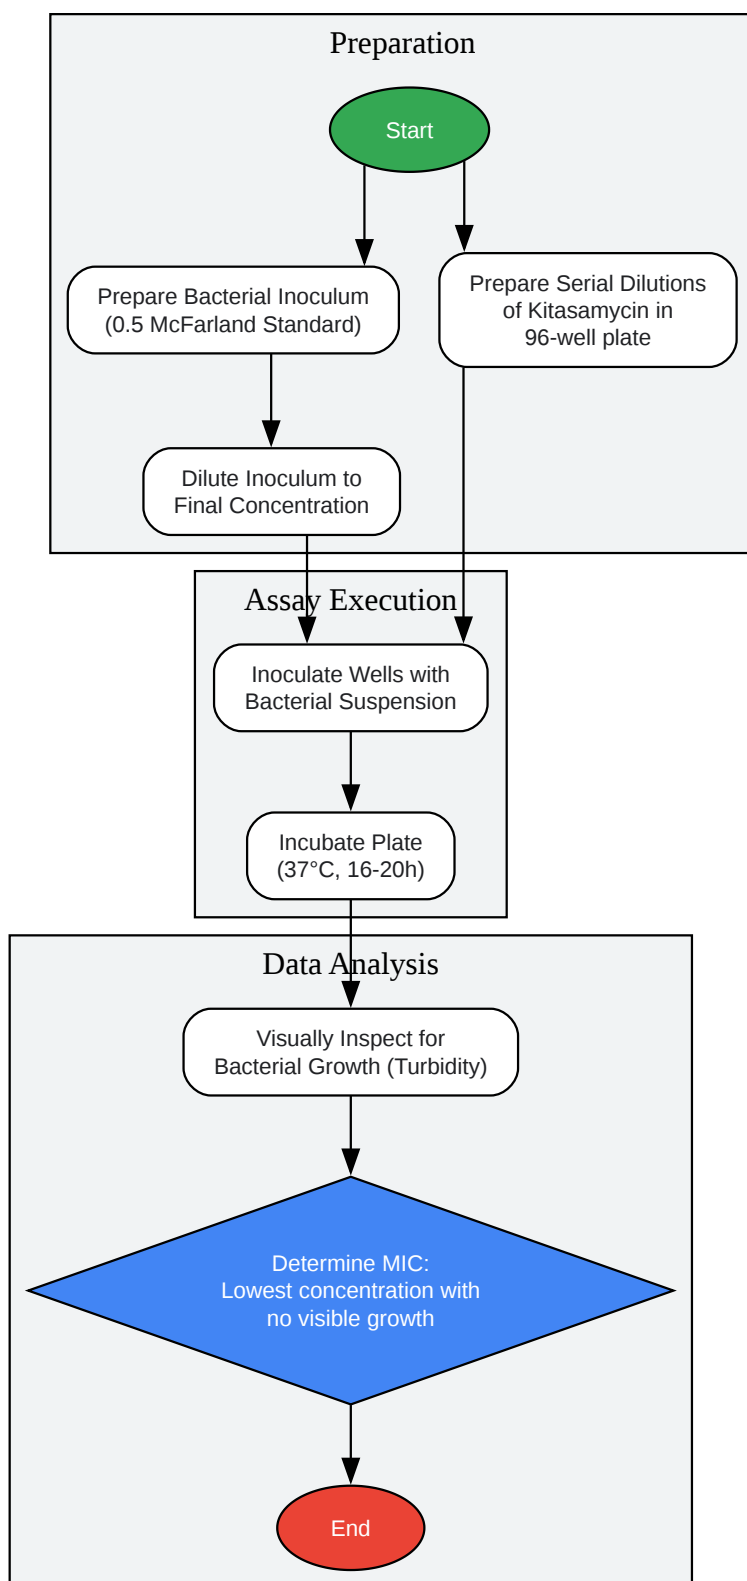 Preparation
Start
Prepare Bacterial Inoculum
(0.5 McFarland Standard)
Prepare Serial Dilutions
of Kitasamycin in
96-well plate
Dilute Inoculum to
Final Concentration
Assay Execution
Inoculate Wells with
Bacterial Suspension
Incubate Plate
(37°C, 16-20h)
Data Analysis
Visually Inspect for
Bacterial Growth (Turbidity)
Determine MIC:
Lowest concentration with
no visible growth
End